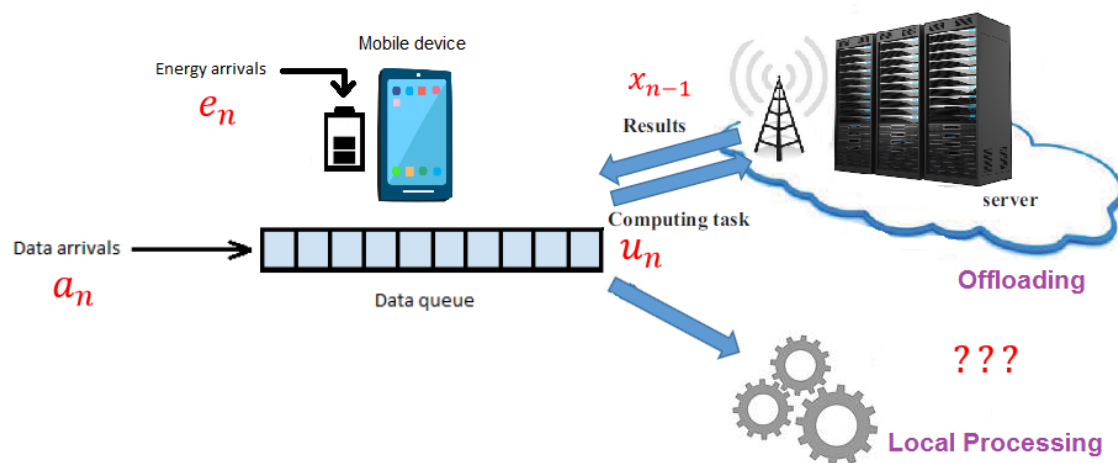 Mobile device
Energy arrivals
e_n
x_{n-1}
Results
server
Computing task
Data arrivals
a_n
u_n
Data queue
Offloading
? ? ?
Local Processing